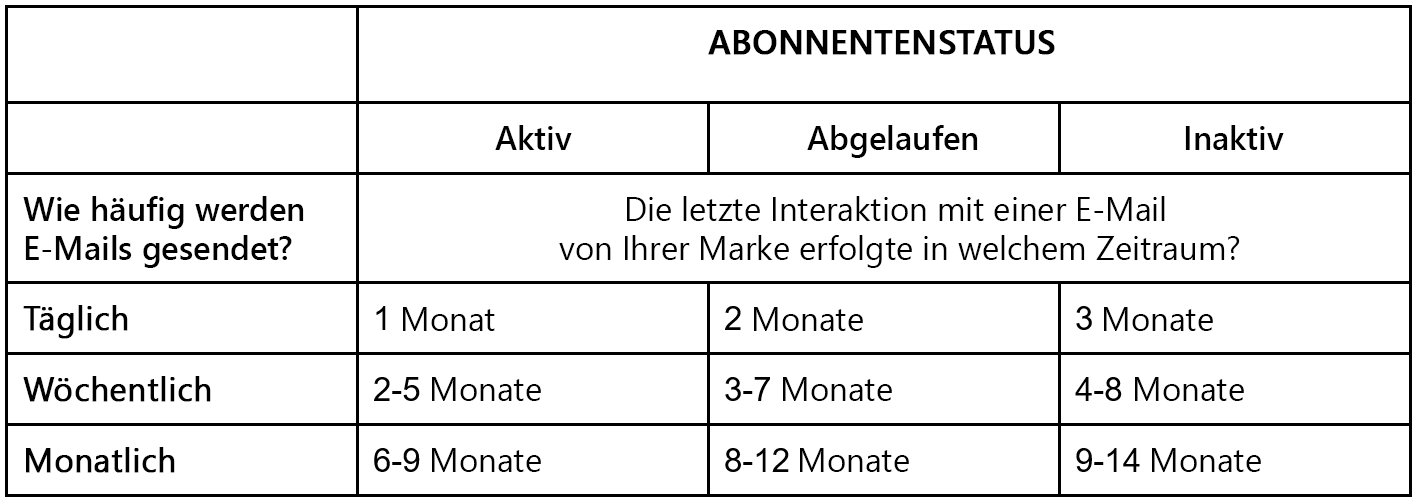 ABONNENTENSTATUS
Aktiv Abgelaufen Inaktiv
Wie häufig werden
E-Mails gesendet?
Die letzte Interaktion mit einer E-Mail
von Ihrer Marke erfolgte in welchem Zeitraum?
Täglich 1 Monat 2 Monate 3 Monate
Wöchentlich 2-5 Monate 3-7 Monate 4-8 Monate
Monatlich 6-9 Monate 8-12 Monate 9-14 Monate